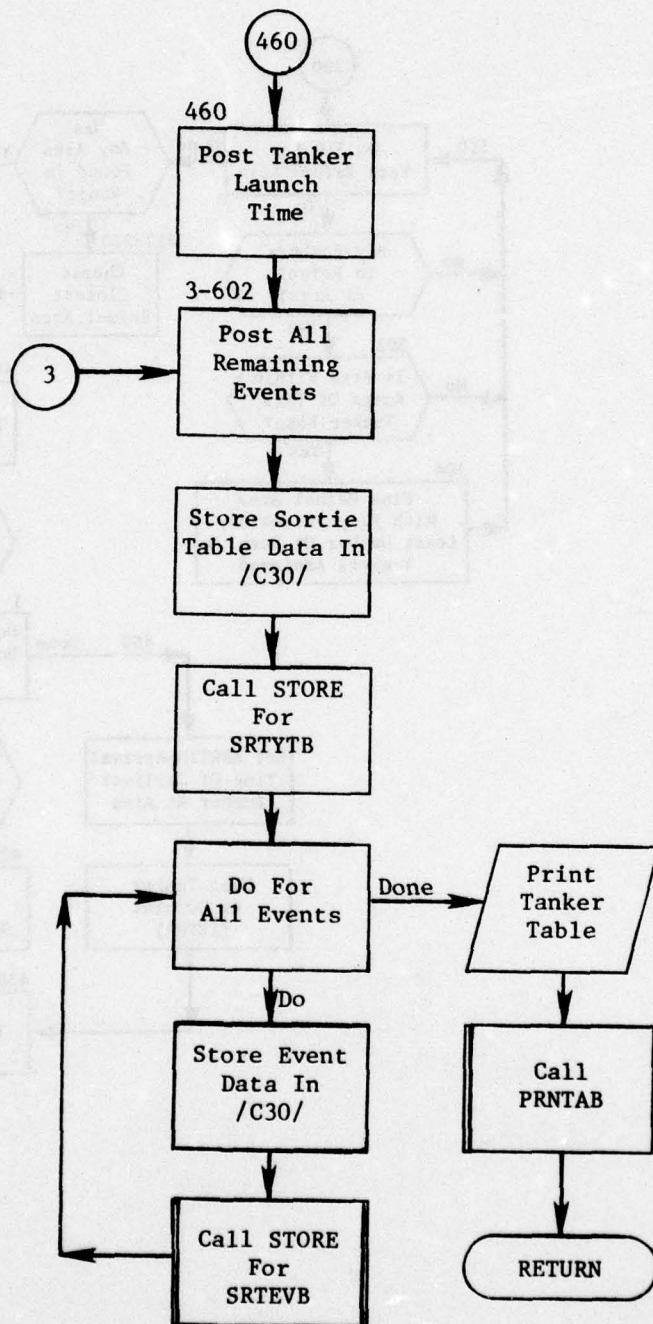 460
460
Post Tanker
Launch
Time
3-602
Post All
Remaining
Events
3
Store Sortie
Table Data In
/C30/
Call STORE
For
SRTYTB
Do For
All Events
Done
Print
Tanker
Table
Do
Store Event
Data In
/C30/
Call
PRNTAB
Call STORE
For
SRTEVB
RETURN